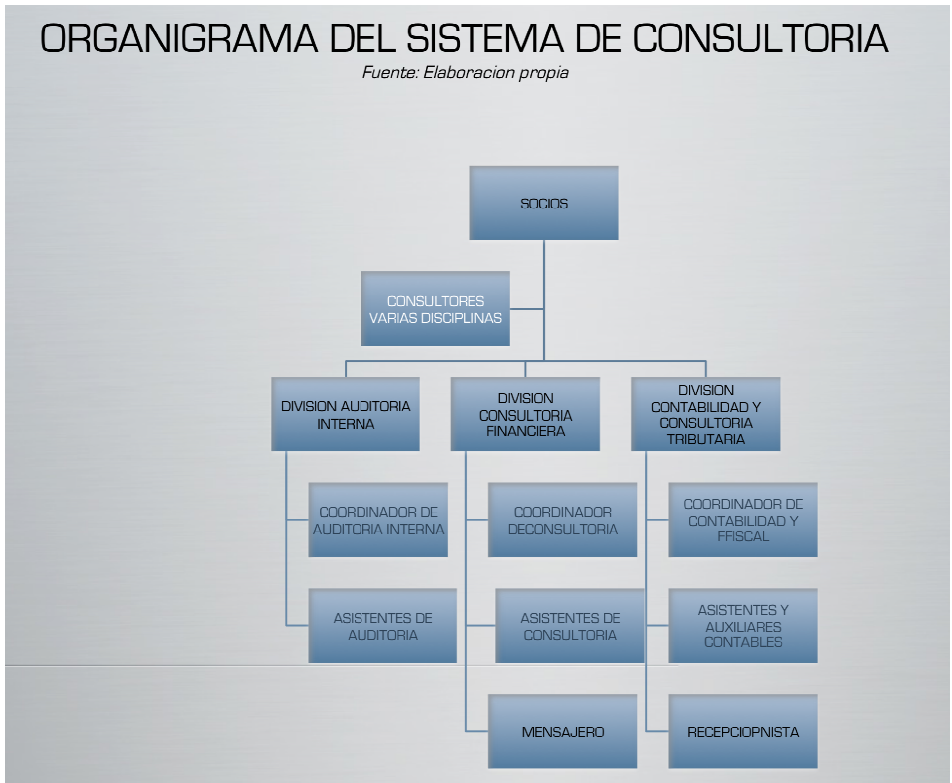 ORGANIGRAMA DEL SISTEMA DE CONSULTORIA
Fuente: Elaboracion propia
SOCIOS
CONSULTORES
VARIAS DISCIPLINAS
DIVISION AUDITORIA
INTERNA
DIVISION
CONSULTORIA
FINANCIERA
DIVISION
CONTABILIDAD Y
CONSULTORIA
TRIBUTARIA
COORDINADOR DE
AUDITORIA INTERNA
COORDINADOR
DECONSULTORIA
COORDINADOR DE
CONTABILIDAD Y
FFISCAL
ASISTENTES DE
AUDITORIA
ASISTENTES DE
CONSULTORIA
ASISTENTES Y
AUXILIARES
CONTABLES
MENSAJERO
RECEPCIOPNISTA